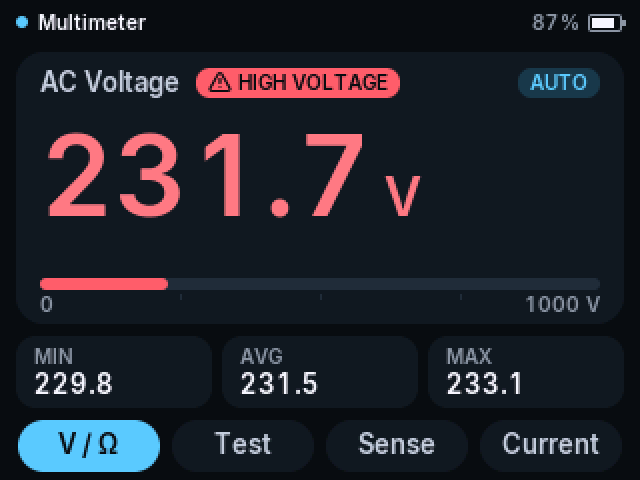 Multimeter 87%
AC Voltage HIGH VOLTAGE AUTO
231.7 V
0 1000 V
MIN AVG MAX
229.8 231.5 233.1
V / Ω Test Sense Current